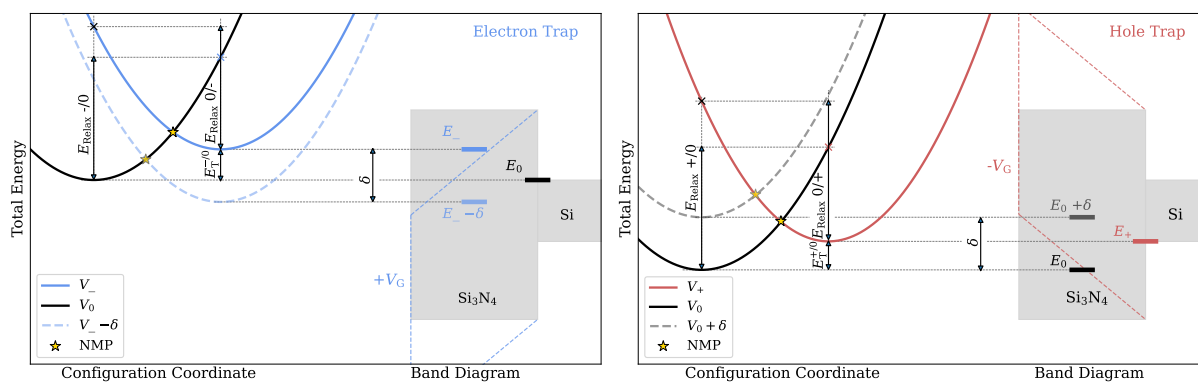 Electron Trap
Total Energy
E_Relax -/0
E_Relax 0/-
E_T^-/0
δ
E_−
E_− −δ
E_0
Si
+V_G
Si_3N_4
V_−
V_0
V_− −δ
NMP
Configuration Coordinate
Band Diagram
Hole Trap
Total Energy
E_Relax +/0
E_Relax 0/+
E_T^+/0
δ
-V_G
E_0 +δ
E_+
E_0
Si
Si_3N_4
V_+
V_0
V_0 + δ
NMP
Configuration Coordinate
Band Diagram